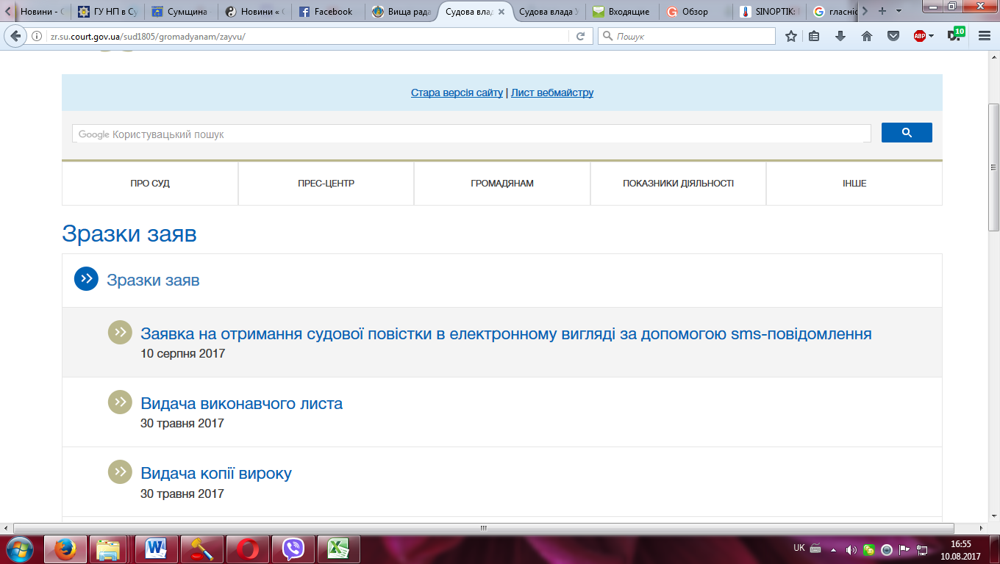 Новини - С
ГУ НП в Су
Сумщина
Новини « С
Facebook
Вища рада
Судова влад
Судова влада У
Входящие
Обзор
SINOPTIK:
гласніс
zr.su.court.gov.ua/sud1805/gromadyanam/zayvu/
Пошук
ABP
10
Стара версія сайту | Лист вебмайстру
Google Користувацький пошук
ПРО СУД
ПРЕС-ЦЕНТР
ГРОМАДЯНАМ
ПОКАЗНИКИ ДІЯЛЬНОСТІ
ІНШЕ
Зразки заяв
Зразки заяв
Заявка на отримання судової повістки в електронному вигляді за допомогою sms-повідомлення
10 серпня 2017
Видача виконавчого листа
30 травня 2017
Видача копії вироку
30 травня 2017
UK
16:55
10.08.2017